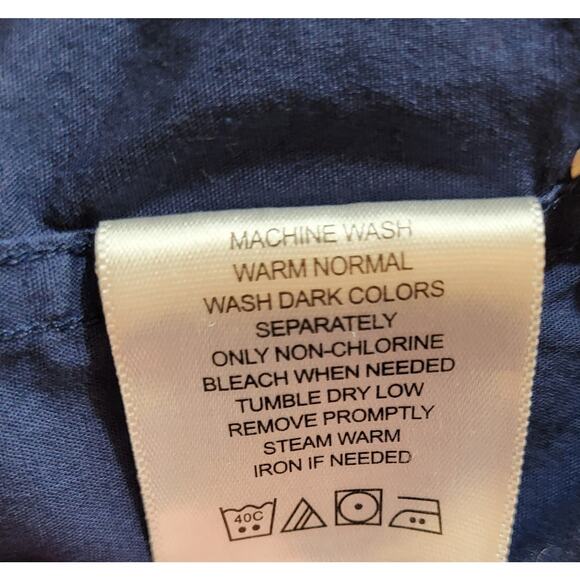 MACHINE WASH
WARM NORMAL
WASH DARK COLORS
SEPARATELY
ONLY NON-CHLORINE
BLEACH WHEN NEEDED
TUMBLE DRY LOW
REMOVE PROMPTLY
STEAM WARM
IRON IF NEEDED
40C